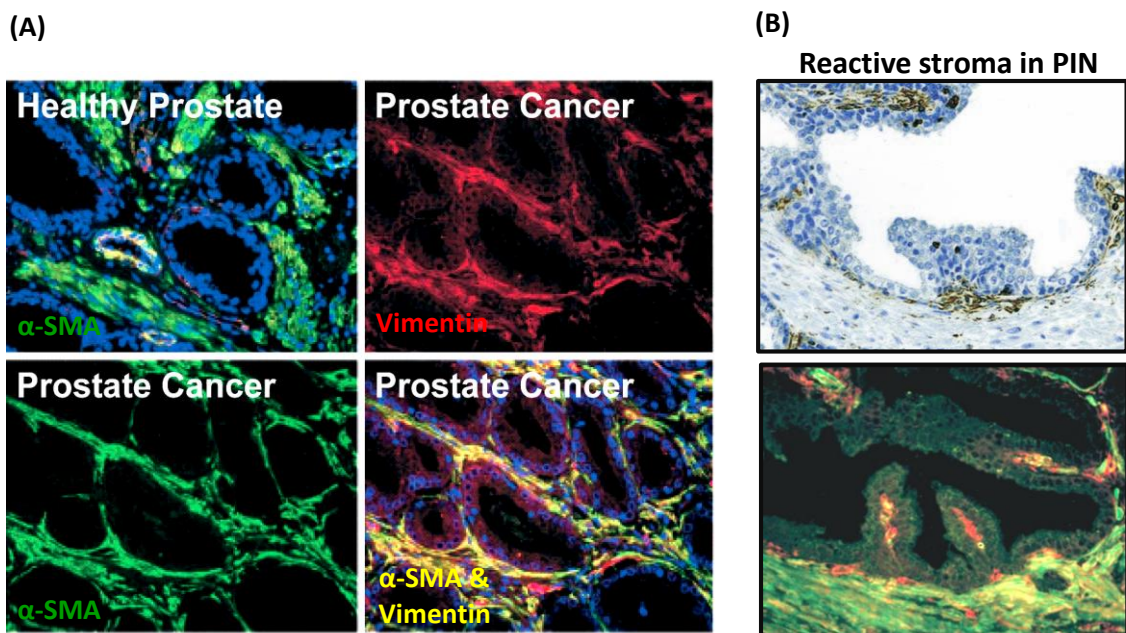 (A)
(B)
Reactive stroma in PIN
Healthy Prostate
Prostate Cancer
α-SMA
Vimentin
Prostate Cancer
Prostate Cancer
α-SMA
α-SMA &
Vimentin